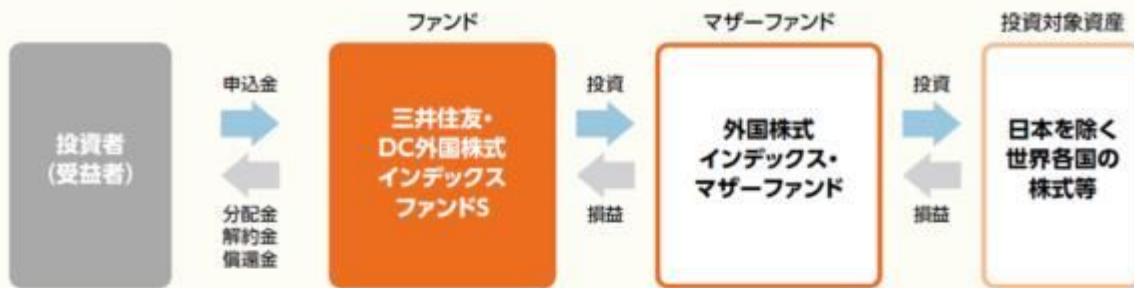 ファンド
マザーファンド
投資対象資産
投資者
(受益者)
申込金
分配金
解約金
償還金
三井住友・
DC外国株式
インデックス
ファンドS
投資
損益
外国株式
インデックス・
マザーファンド
投資
損益
日本を除く
世界各国の
株式等